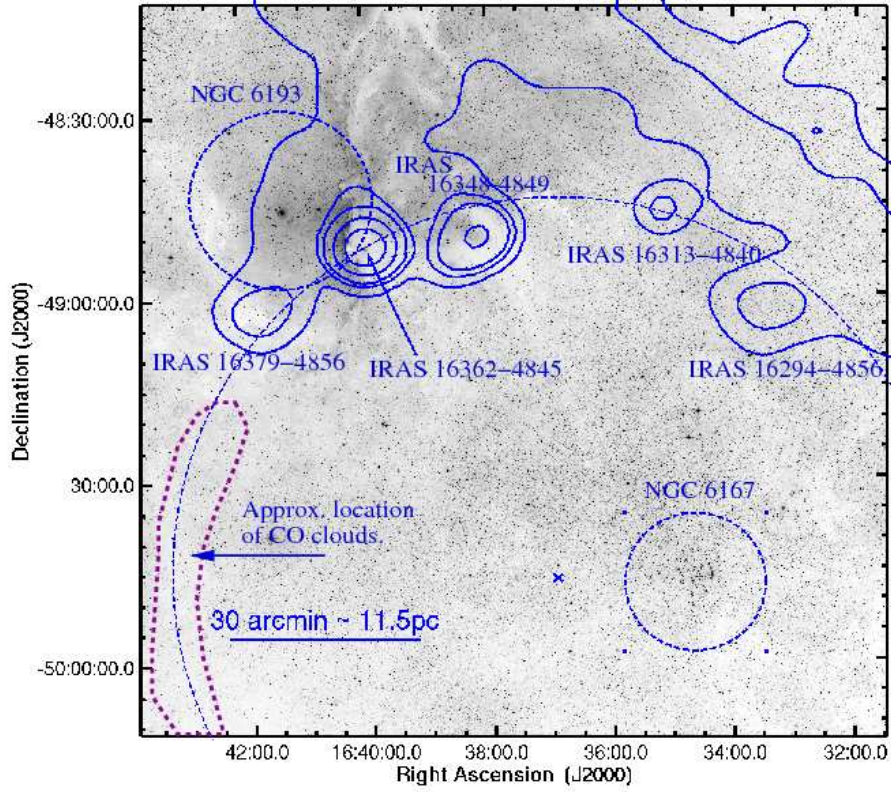 NGC 6193
IRAS
16348-4849
IRAS 16313-4840
IRAS 16379-4856
IRAS 16362-4845
IRAS 16294-4856
NGC 6167
Approx. location
of CO clouds.
30 arcmin ~ 11.5pc
Declination (J2000)
-48:30:00.0
-49:00:00.0
30:00.0
-50:00:00.0
42:00.0
16:40:00.0
38:00.0
36:00.0
34:00.0
32:00.0
Right Ascension (J2000)